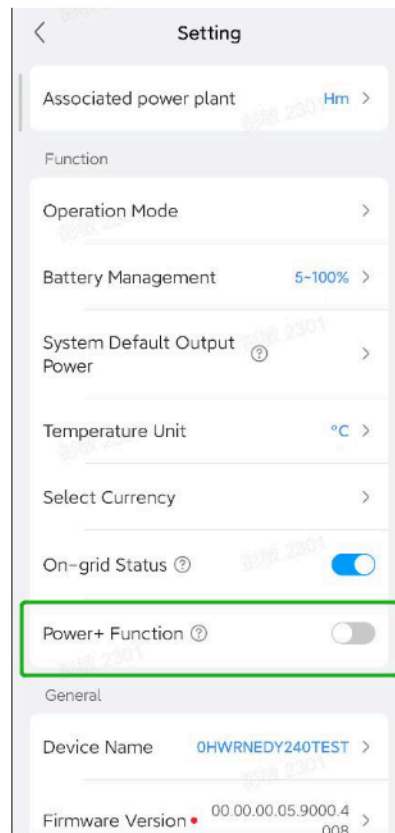 Setting
Associated power plant Hm >
Function
Operation Mode >
Battery Management 5~100% >
System Default Output
Power ? >
Temperature Unit °C >
Select Currency >
On-grid Status ?
Power+ Function ?
General
Device Name 0HWRNEDY240TEST >
Firmware Version 00.00.00.05.9000.4
008 >